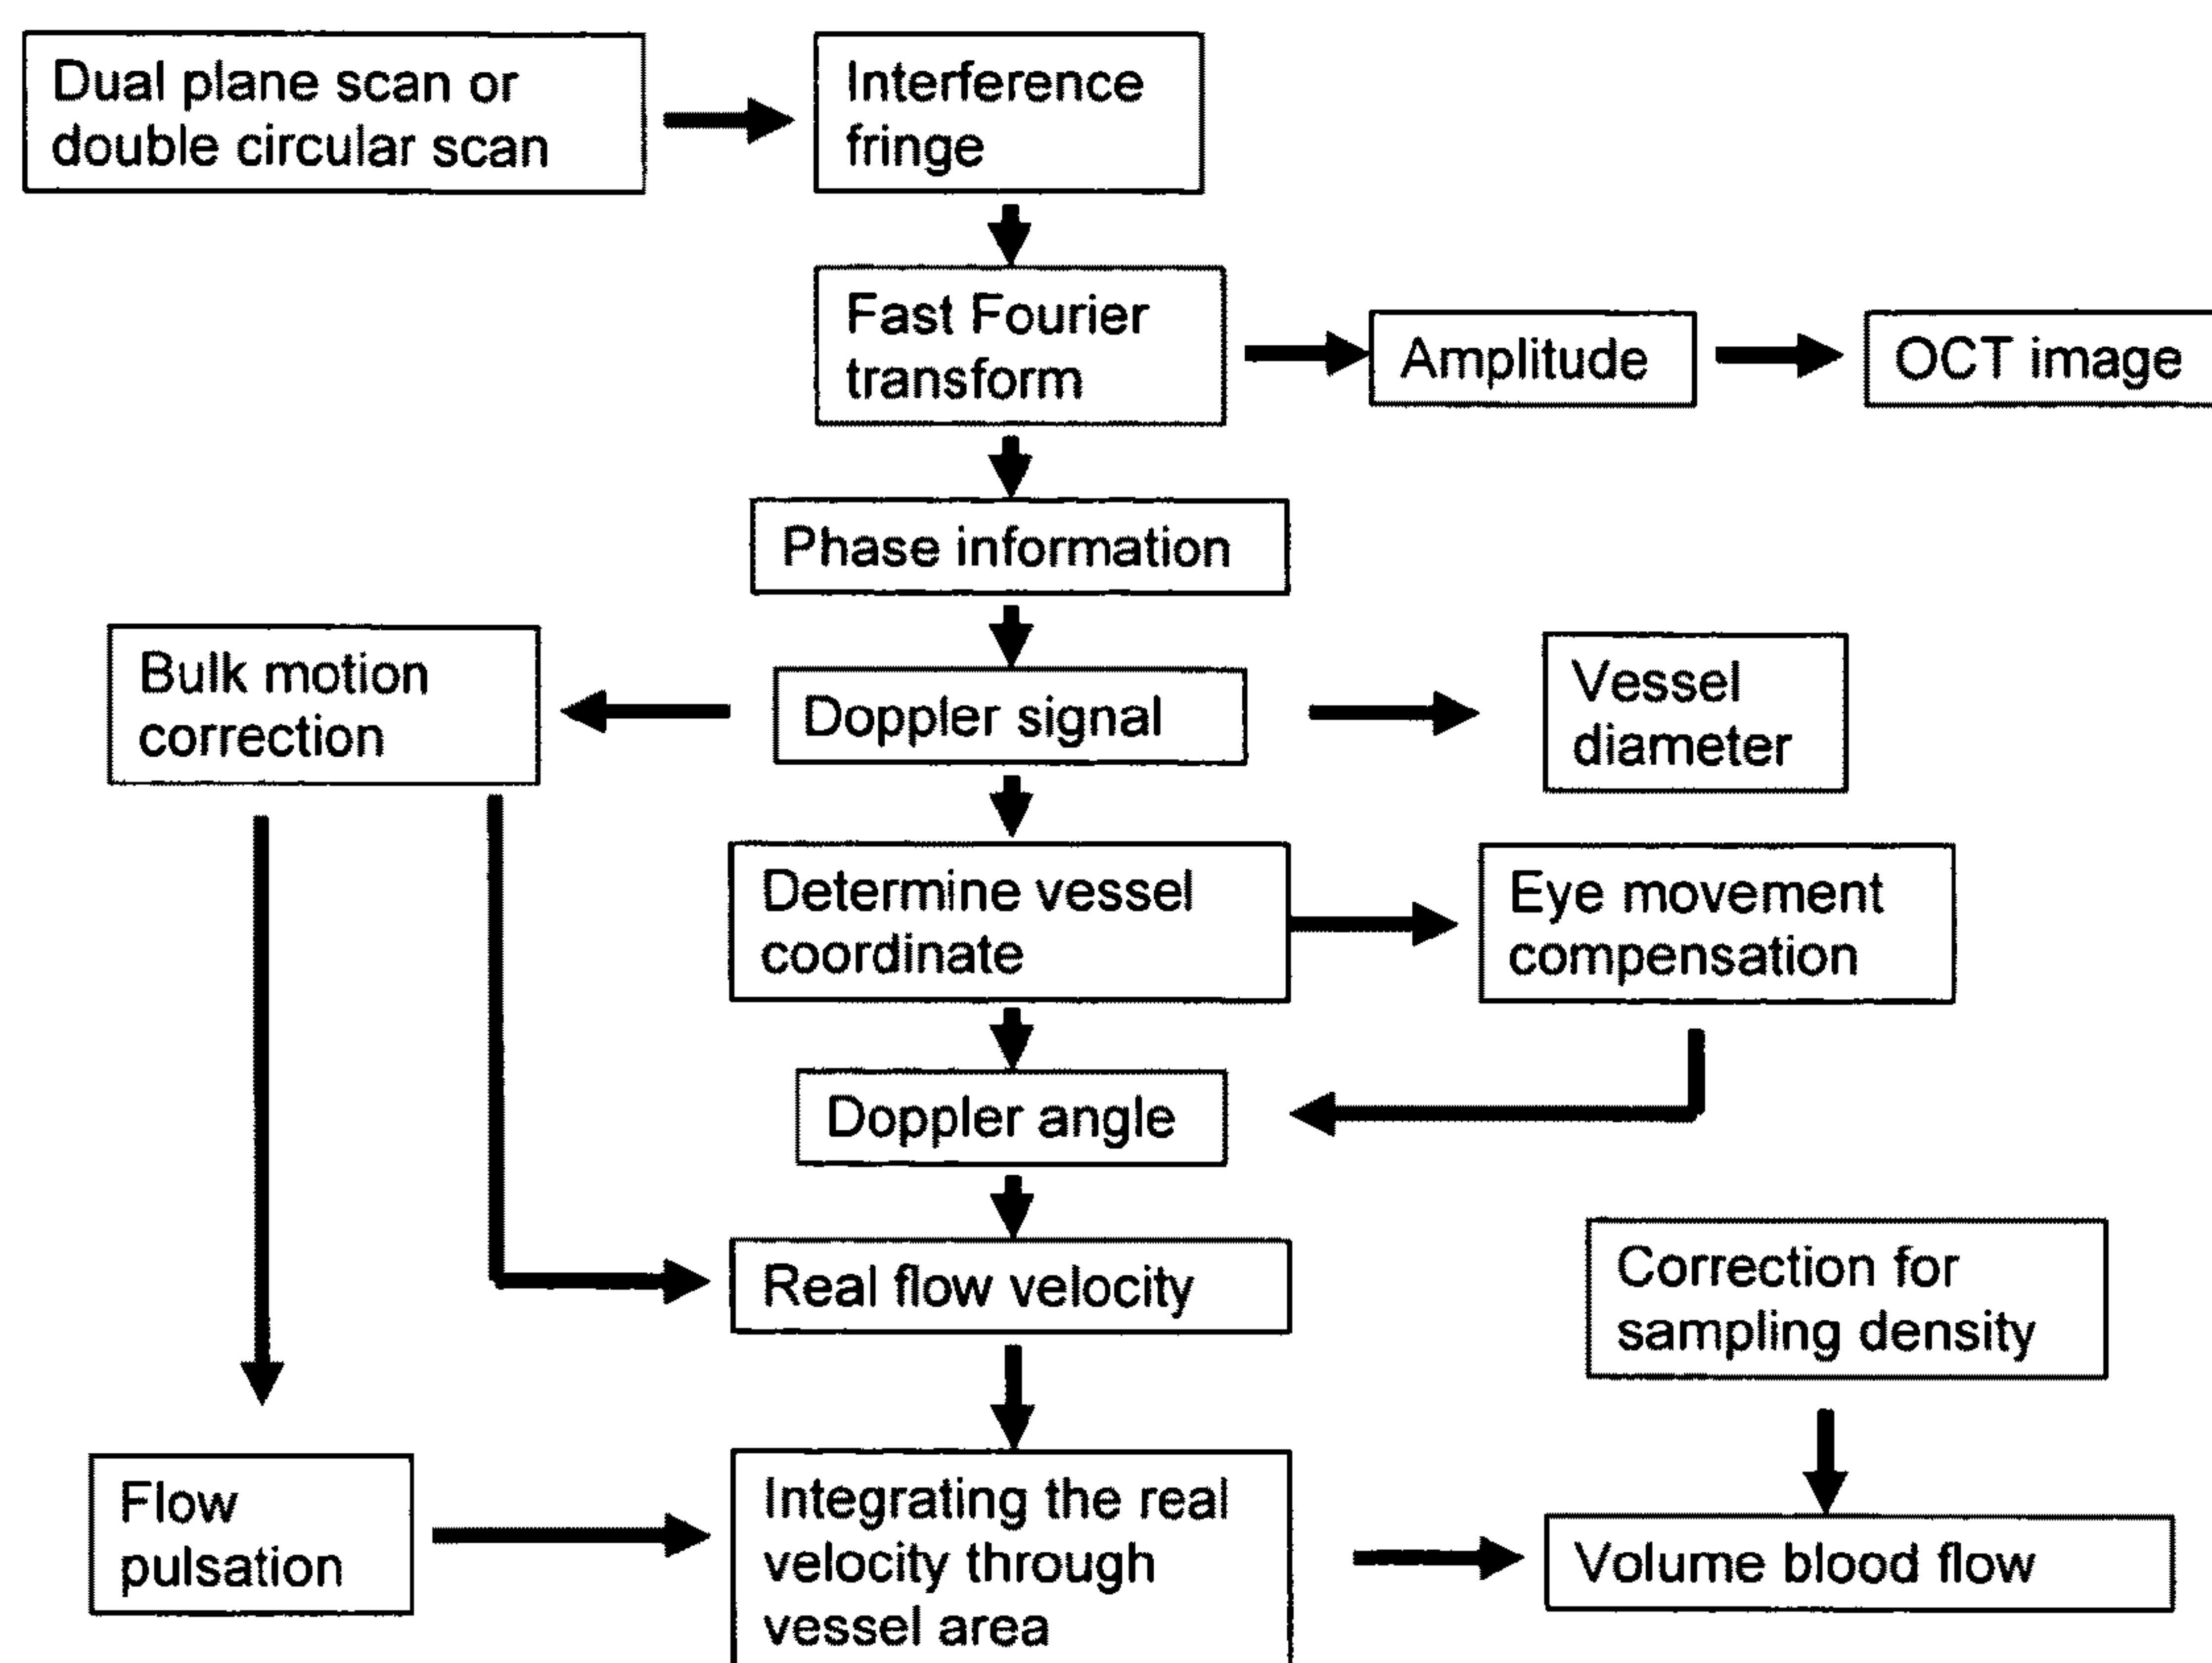 Dual plane scan or
double circular scan
Interference
fringe
Fast Fourier
transform
Amplitude
OCT image
Phase information
Bulk motion
correction
Doppler signal
Vessel
diameter
Determine vessel
coordinate
Eye movement
compensation
Doppler angle
Real flow velocity
Correction for
sampling density
Flow
pulsation
Integrating the real
velocity through
vessel area
Volume blood flow